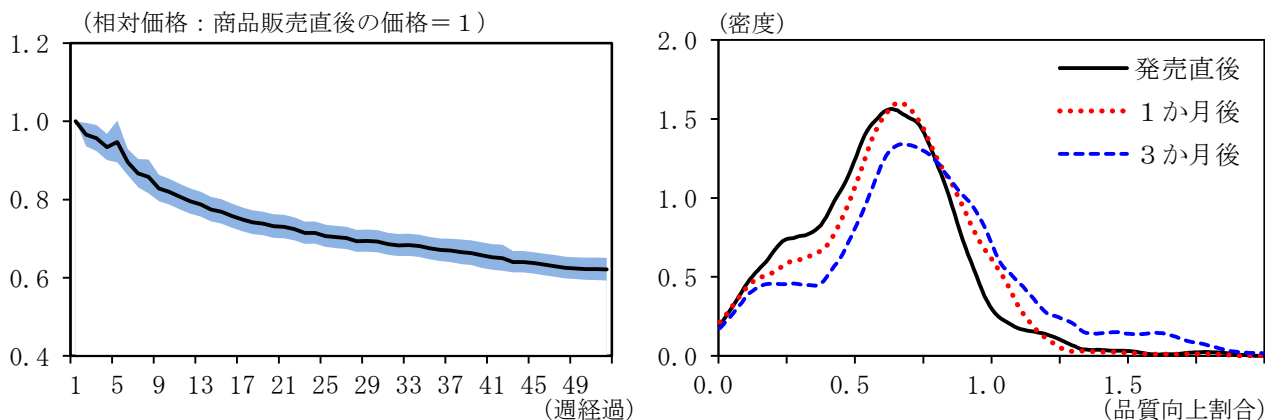 (相対価格：商品販売直後の価格＝１)
1.2
1.0
0.8
0.6
0.4
1 5 9 13 17 21 25 29 33 37 41 45 49
(週経過)
(密度)
2.0
1.5
1.0
0.5
0.0
0.0 0.5 1.0 1.5
(品質向上割合)
発売直後
１か月後
３か月後